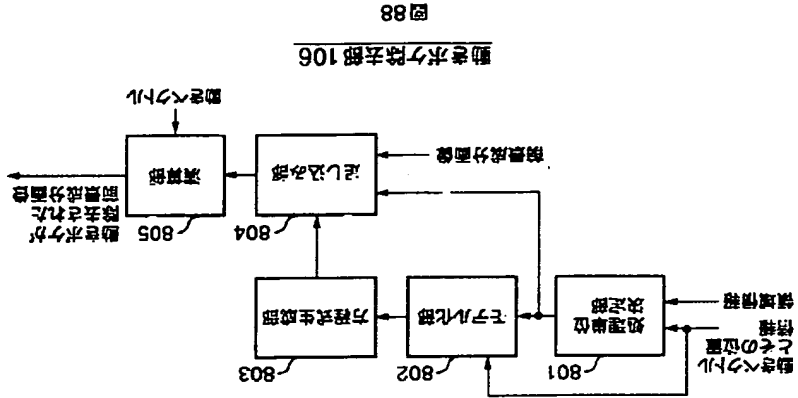 図88
動きボケ除去部 106
動きベクトル
とその位置
情報
領域情報
801
処理単位
決定部
802
モデル化部
803
方程式生成部
前景成分画像
804
足し込み部
動きベクトル
805
演算部
動きボケが
除去された
前景成分画像